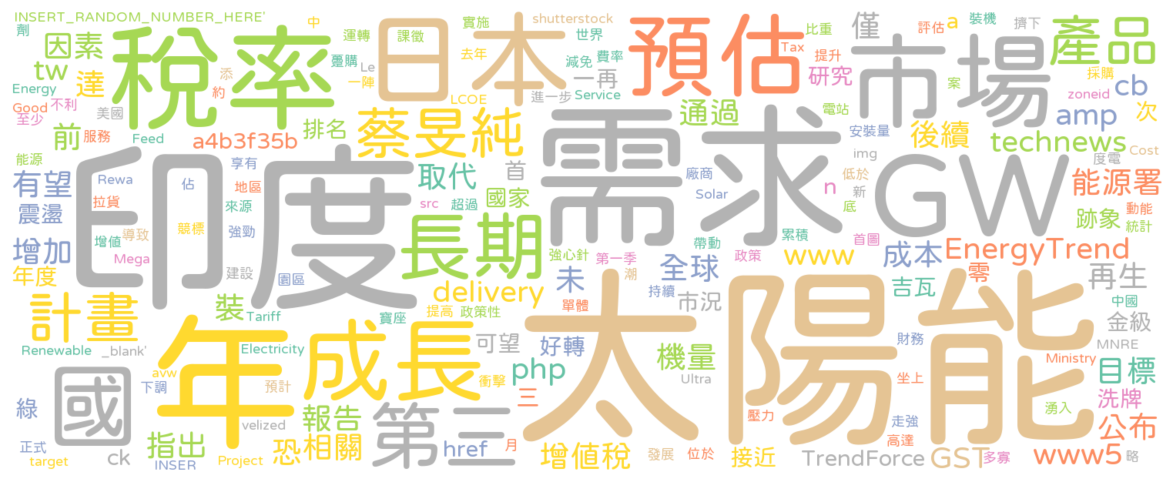 INSERT_RANDOM_NUMBER_HERE'
劑
因素
tw
達
Energy
Good
至少
不利
前
服務
美國
添
約
稅率
中
運轉
躉購
Le
一陣
課徵
日本
實施
去年
LCOE
shutterstock
世界
減免
費率
進一步
一再
Service
預估
Tax
比重
提升
研究
僅
a
評估
裝機
擠下
市場
產品
採購
案
zoneid
cb
次
amp
technews
Feed
a4b3f35b
排名
蔡旻純
通過
電站
安裝量
後續
度電
Cost
能源
有望
震盪
增加
年度
Rewa
拉貨
增值
導致
Mega
印度
享有
佔
地區
來源
明標
強勁
建設
園區
取代
首
國家
超過
src
長期
強心針
第一季
潮
需求
廠商
Solar
帶動
政策
累積
首圖
img
低於
新
底
GW
能源署
跡象
動能
統計
計畫
裝
Tariff
寶座
提高
政策性
delivery
未
單體
全球
持續
市況
www
成本
EnergyTrend
零
吉瓦
再生
中國
金級
MNRE
Renewable
_blank'
Electricity
avw
下調
預計
年
成長
衝擊
可望
好轉
php
三
機量
Ultra
太陽能
財務
坐上
壓力
走強
高達
Ministry
目標
洗牌
湧入
公布
國
綠
正式
target
ck
指出
INSER
velized
Project
恐
報告
相關
第三
href
月
增值稅
發展
位於
接近
TrendForce
GST
多寡
www5
略
n